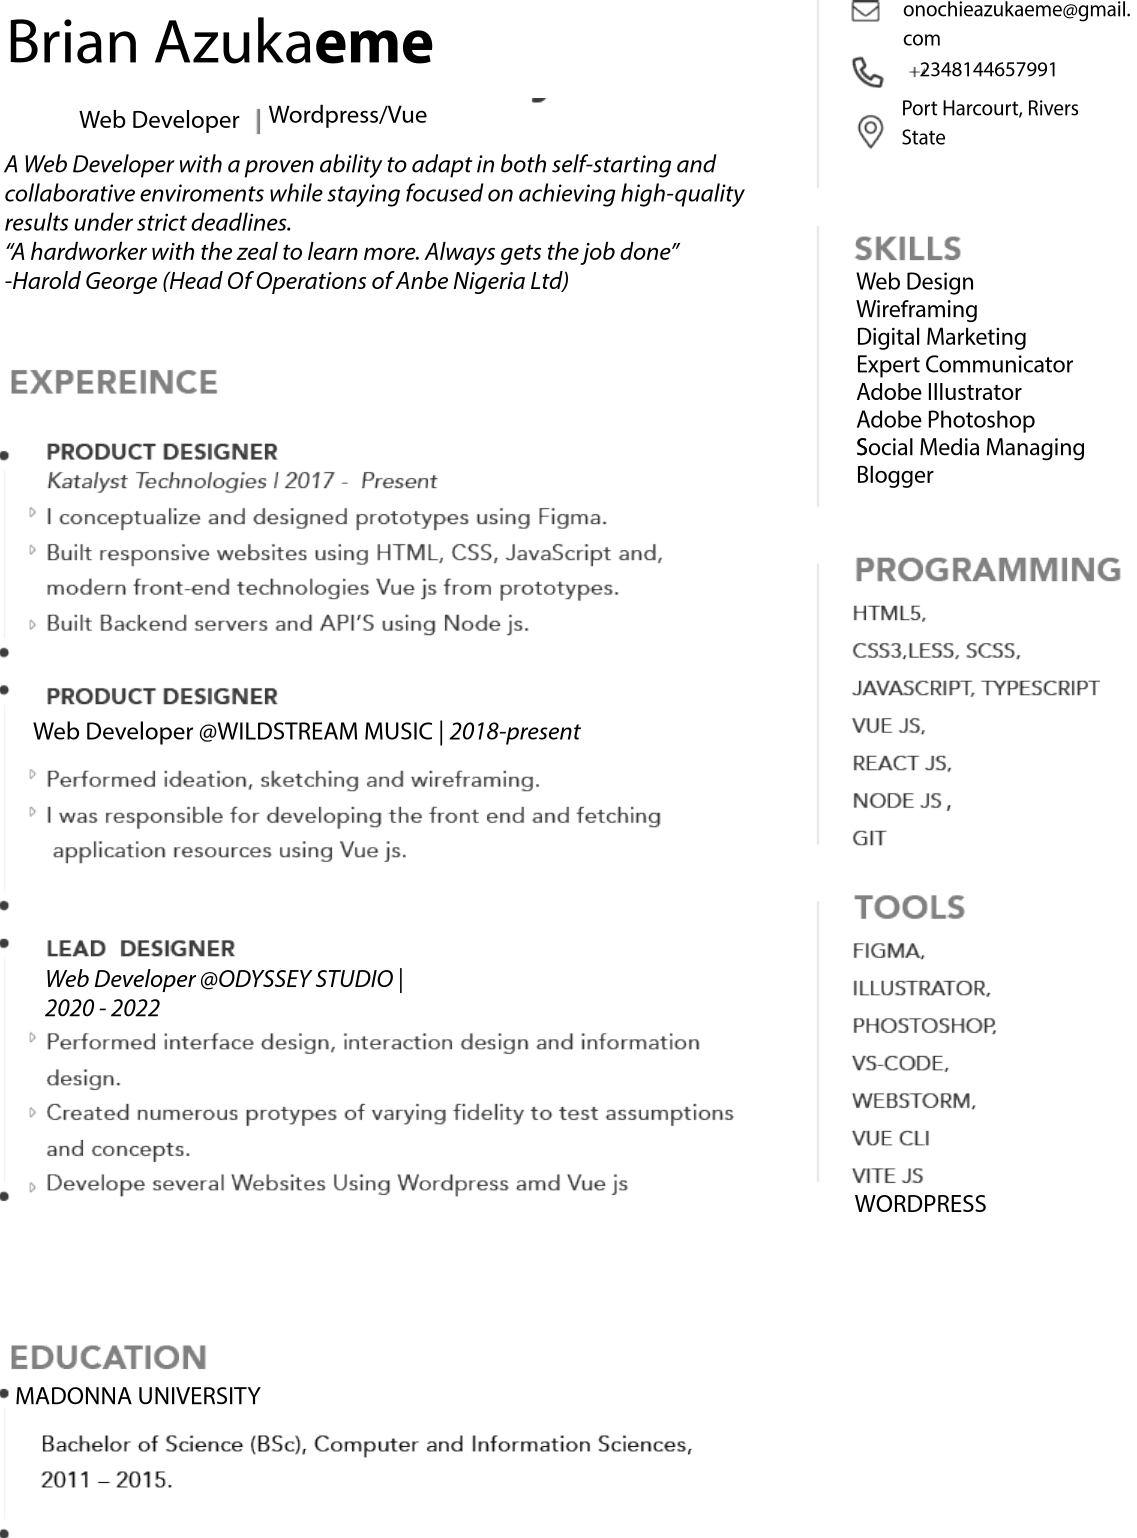 Brian Azukaeme
Web Developer | Wordpress/Vue
A Web Developer with a proven ability to adapt in both self-starting and
collaborative enviroments while staying focused on achieving high-quality
results under strict deadlines.
“A hardworker with the zeal to learn more. Always gets the job done”
-Harold George (Head Of Operations of Anbe Nigeria Ltd)
EXPEREINCE
PRODUCT DESIGNER
Katalyst Technologies | 2017 - Present
I conceptualize and designed prototypes using Figma.
Built responsive websites using HTML, CSS, JavaScript and,
modern front-end technologies Vue js from prototypes.
Built Backend servers and API’S using Node js.
PRODUCT DESIGNER
Web Developer @WILDSTREAM MUSIC | 2018-present
Performed ideation, sketching and wireframing.
I was responsible for developing the front end and fetching
application resources using Vue js.
LEAD DESIGNER
Web Developer @ODYSSEY STUDIO |
2020 - 2022
Performed interface design, interaction design and information
design.
Created numerous protypes of varying fidelity to test assumptions
and concepts.
Develope several Websites Using Wordpress amd Vue js
EDUCATION
MADONNA UNIVERSITY
Bachelor of Science (BSc), Computer and Information Sciences,
2011 – 2015.
onochieazukaeme@gmail.
com
+2348144657991
Port Harcourt, Rivers
State
SKILLS
Web Design
Wireframing
Digital Marketing
Expert Communicator
Adobe Illustrator
Adobe Photoshop
Social Media Managing
Blogger
PROGRAMMING
HTML5,
CSS3,LESS, SCSS,
JAVASCRIPT, TYPESCRIPT
VUE JS,
REACT JS,
NODE JS ,
GIT
TOOLS
FIGMA,
ILLUSTRATOR,
PHOSTOSHOP,
VS-CODE,
WEBSTORM,
VUE CLI
VITE JS
WORDPRESS